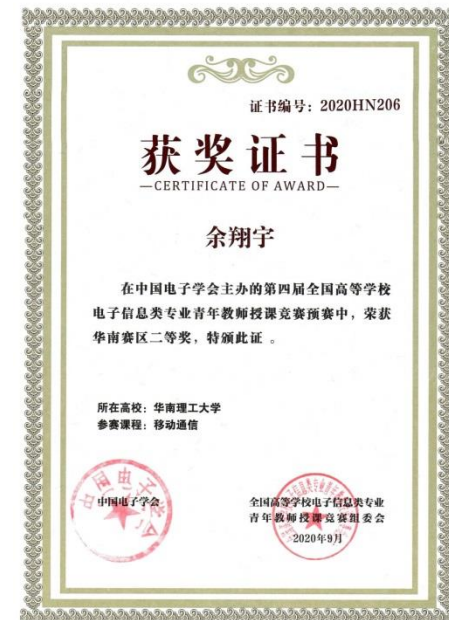 证书编号：2020HN206
获奖证书
—CERTIFICATE OF AWARD—
余翔宇
在中国电子学会主办的第四届全国高等学校
电子信息类专业青年教师授课竞赛预赛中，荣获
华南赛区二等奖，特颁此证 。
所在高校：华南理工大学
参赛课程：移动通信
中国电子学会
全国高等学校电子信息类专业
青年教师授课竞赛组委会
2020年9月
中国电子学会